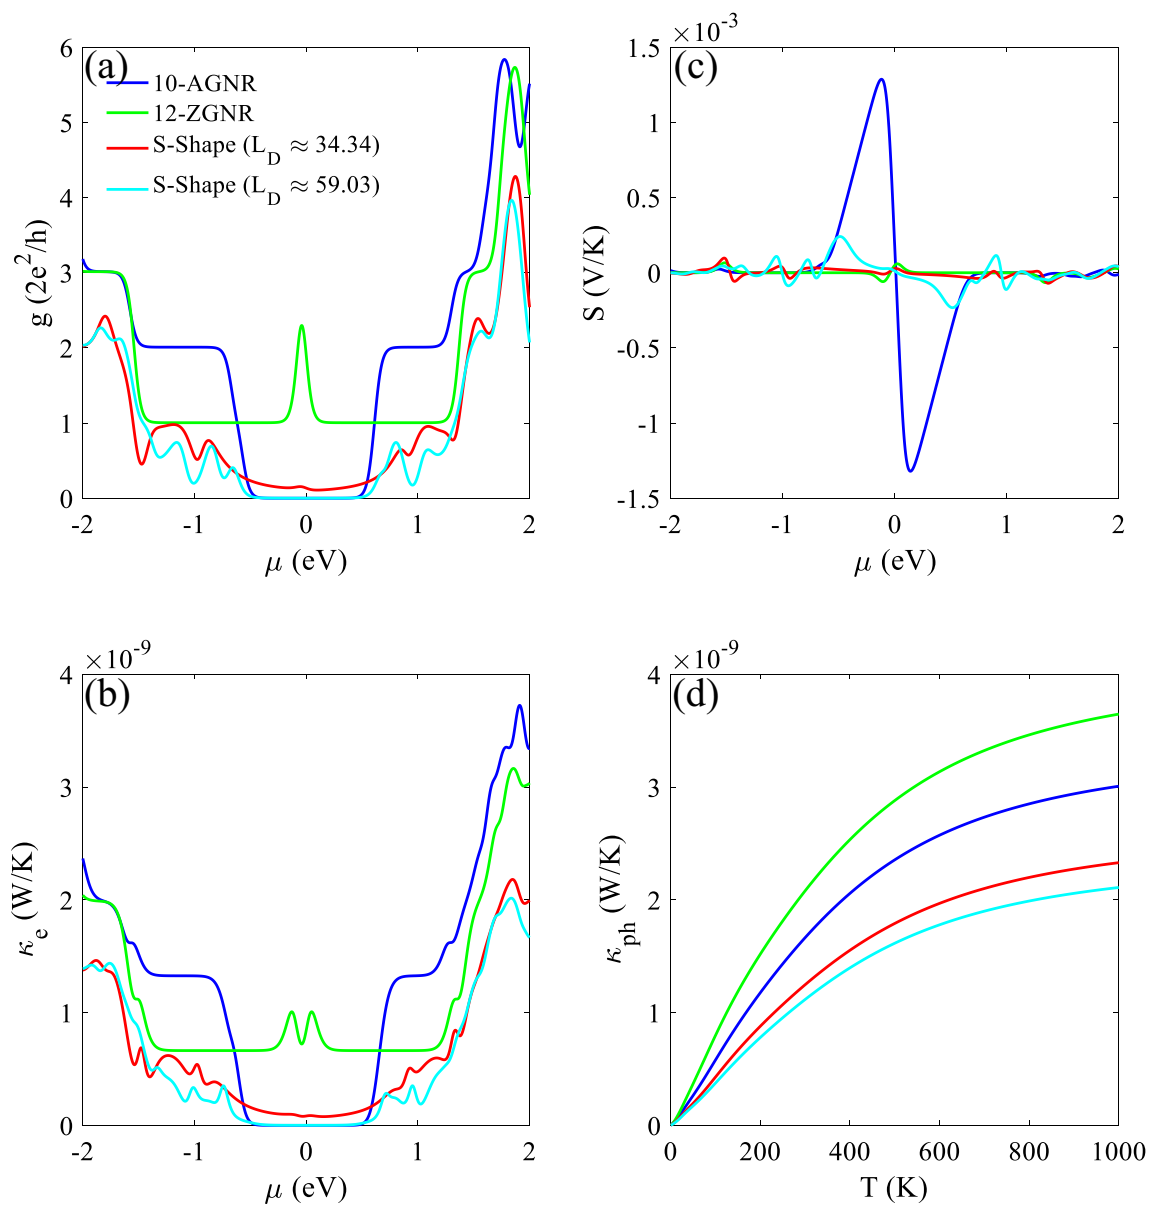 (a)
10-AGNR
12-ZGNR
S-Shape (L_D ≈ 34.34)
S-Shape (L_D ≈ 59.03)
6
5
4
3
2
1
0
g (2e²/h)
-2 -1 0 1 2
μ (eV)
×10⁻³
(c)
1.5
1
0.5
0
-0.5
-1
-1.5
S (V/K)
-2 -1 0 1 2
μ (eV)
×10⁻⁹
(b)
4
3
2
1
0
κ_e (W/K)
-2 -1 0 1 2
μ (eV)
×10⁻⁹
(d)
4
3
2
1
0
κ_ph (W/K)
0 200 400 600 800 1000
T (K)